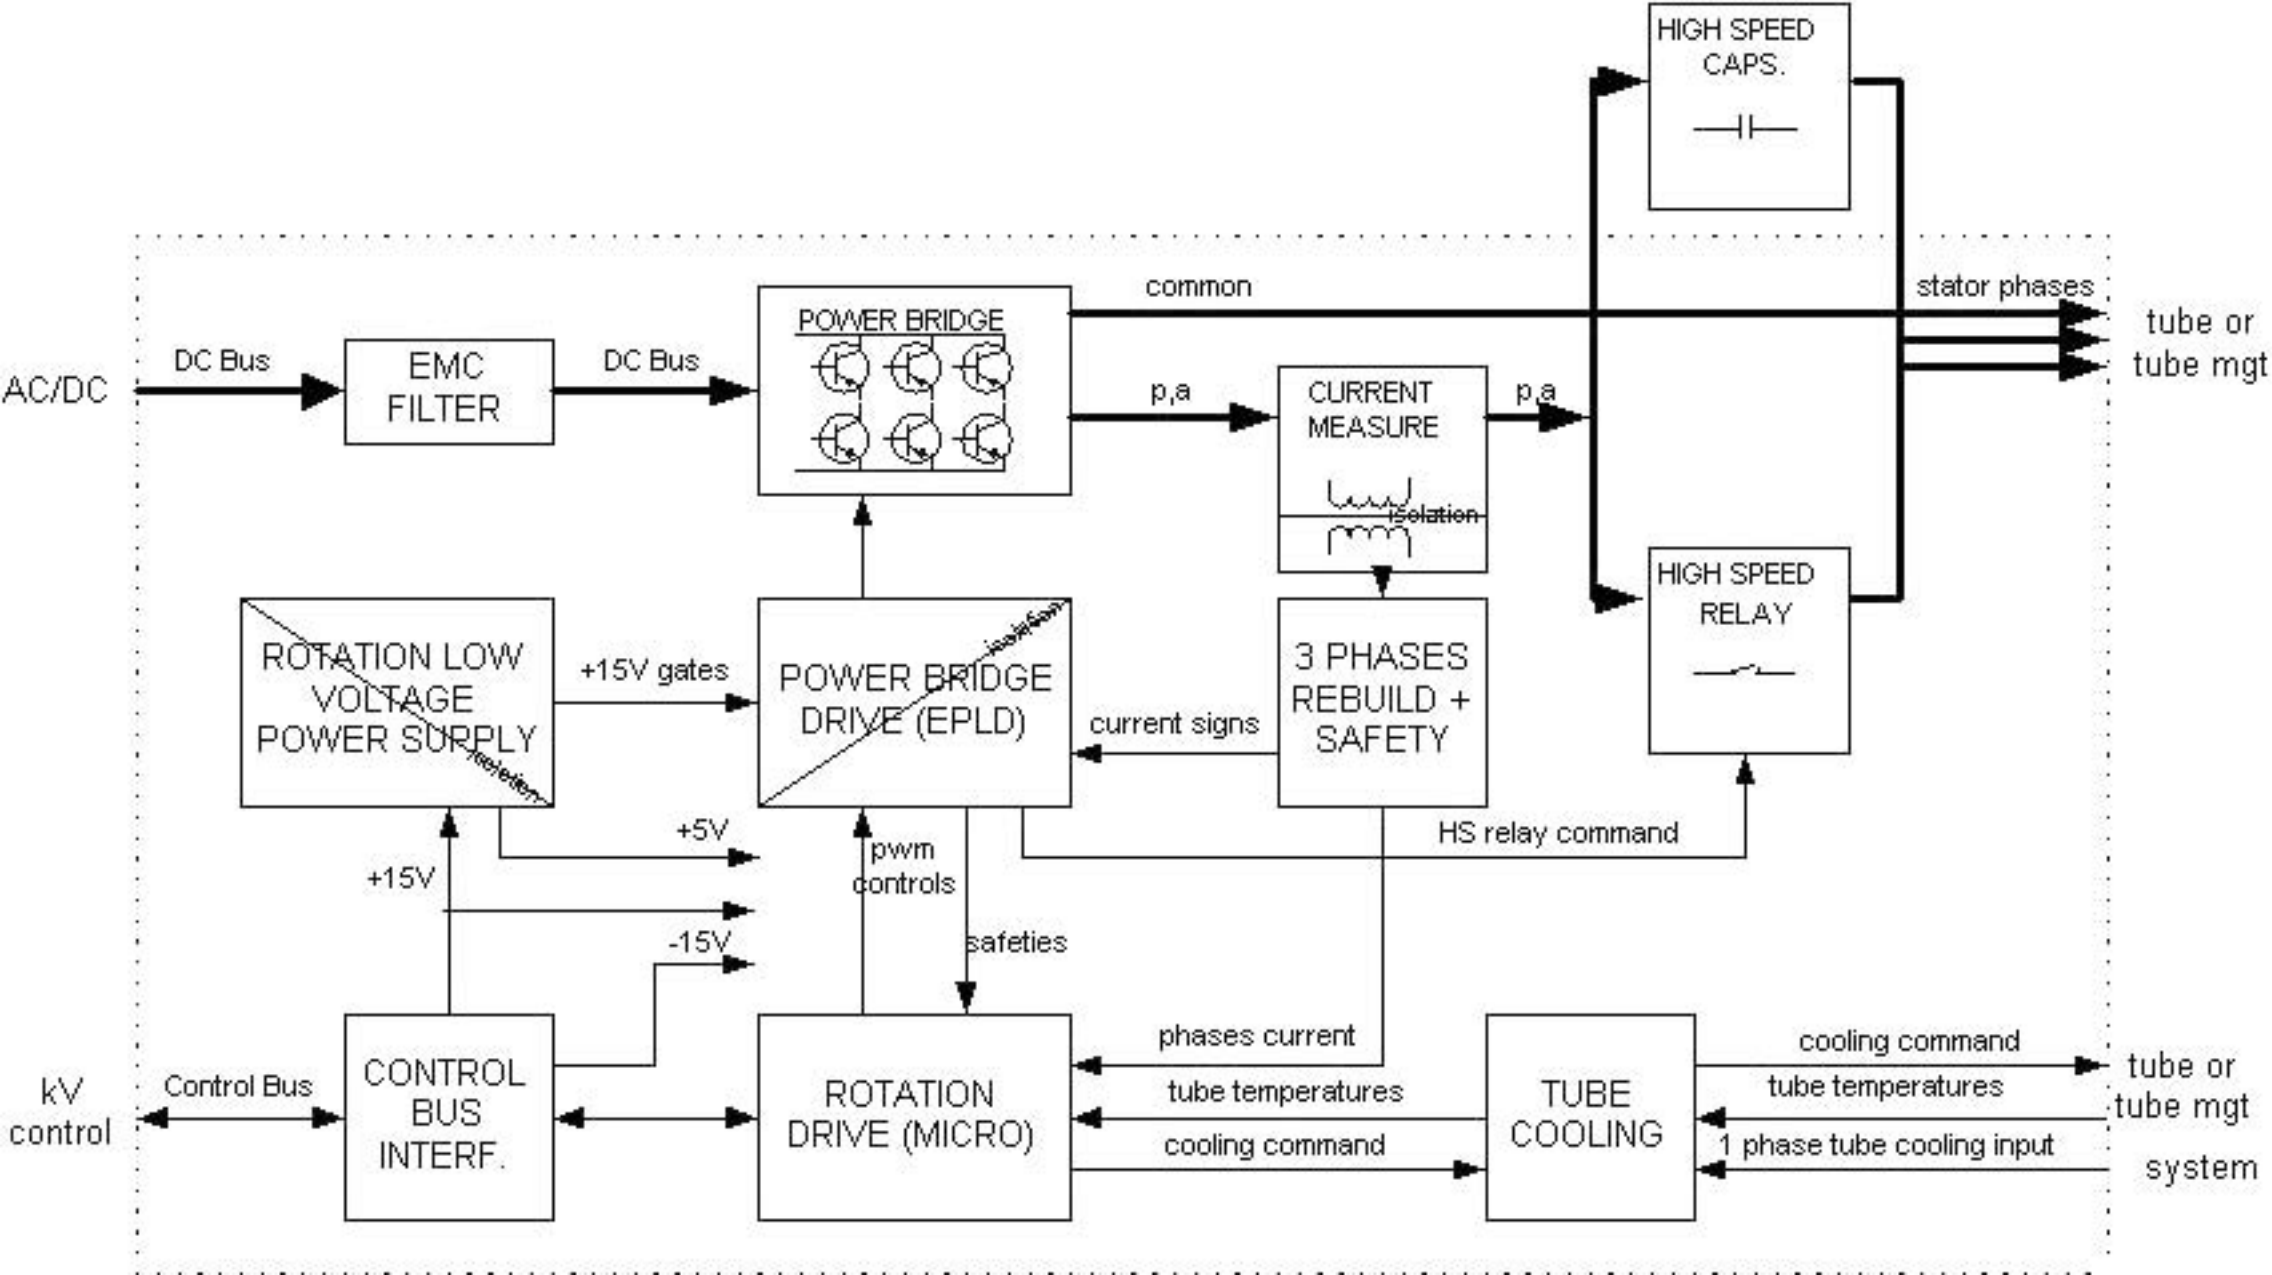 HIGH SPEED
CAPS.
common
stator phases
tube or
tube mgt
AC/DC
DC Bus
EMC
FILTER
DC Bus
POWER BRIDGE
p,a
CURRENT
MEASURE
isolation
p,a
HIGH SPEED
RELAY
ROTATION LOW
VOLTAGE
POWER SUPPLY
isolation
+15V gates
POWER BRIDGE
DRIVE (EPLD)
isolation
current signs
3 PHASES
REBUILD +
SAFETY
+5V
+15V
-15V
pwm
controls
safeties
HS relay command
kV
control
Control Bus
CONTROL
BUS
INTERF.
ROTATION
DRIVE (MICRO)
phases current
tube temperatures
cooling command
TUBE
COOLING
cooling command
tube temperatures
1 phase tube cooling input
tube or
tube mgt
system